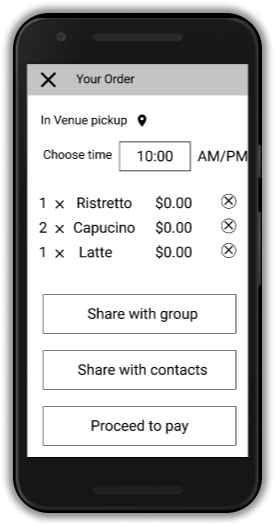 Your Order
In Venue pickup
Choose time 10:00 AM/PM
1 x Ristretto $0.00
2 x Capucino $0.00
1 x Latte $0.00
Share with group
Share with contacts
Proceed to pay